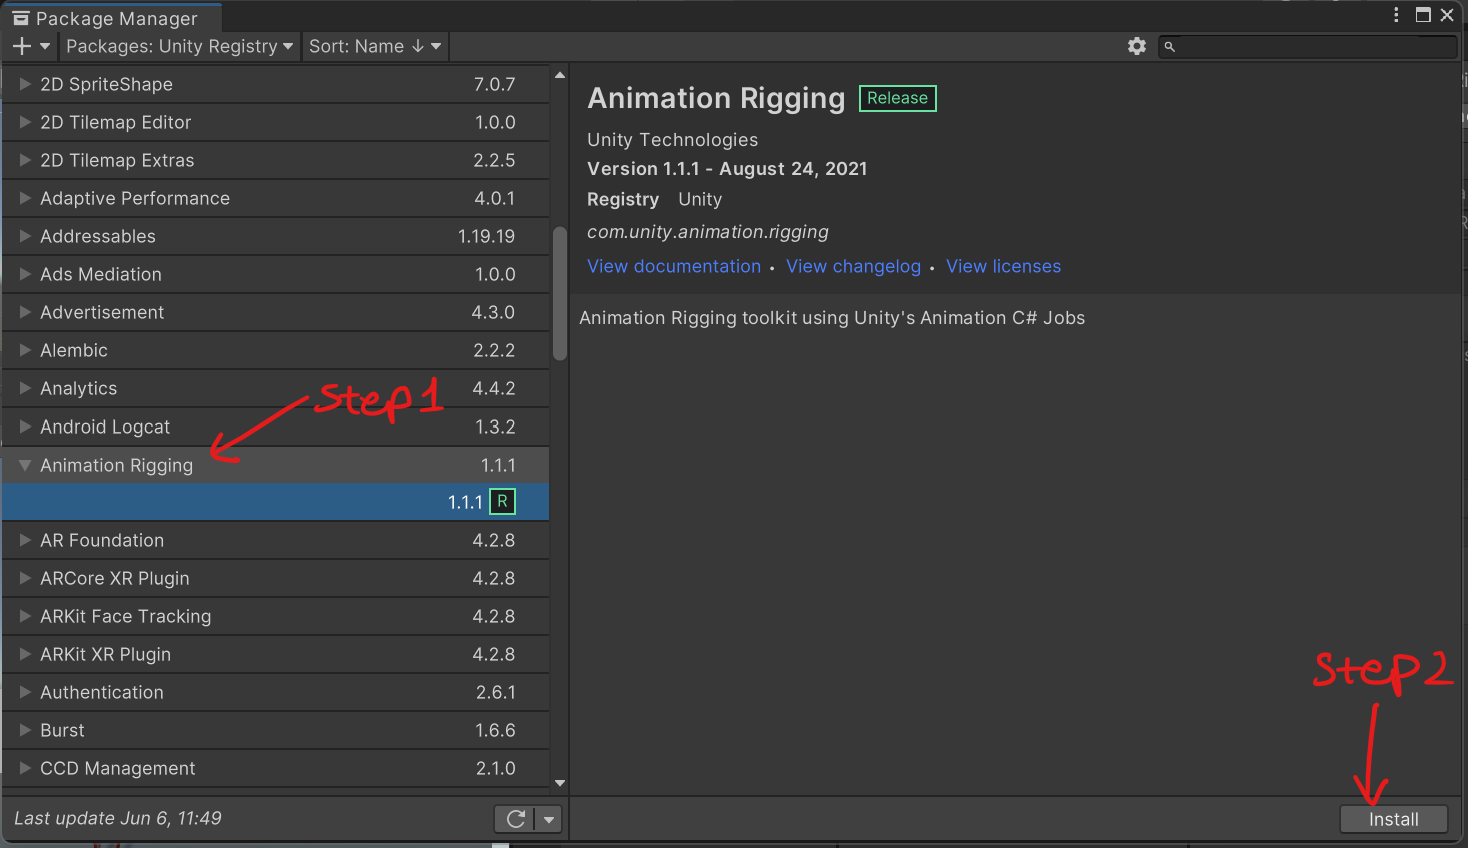 Package Manager
Packages: Unity Registry Sort: Name ↓
2D SpriteShape 7.0.7
2D Tilemap Editor 1.0.0
2D Tilemap Extras 2.2.5
Adaptive Performance 4.0.1
Addressables 1.19.19
Ads Mediation 1.0.0
Advertisement 4.3.0
Alembic 2.2.2
Analytics 4.4.2
Android Logcat 1.3.2
Animation Rigging 1.1.1
1.1.1 R
AR Foundation 4.2.8
ARCore XR Plugin 4.2.8
ARKit Face Tracking 4.2.8
ARKit XR Plugin 4.2.8
Authentication 2.6.1
Burst 1.6.6
CCD Management 2.1.0
Last update Jun 6, 11:49
step1
Animation Rigging Release
Unity Technologies
Version 1.1.1 - August 24, 2021
Registry Unity
com.unity.animation.rigging
View documentation • View changelog • View licenses
Animation Rigging toolkit using Unity's Animation C# Jobs
step2
Install